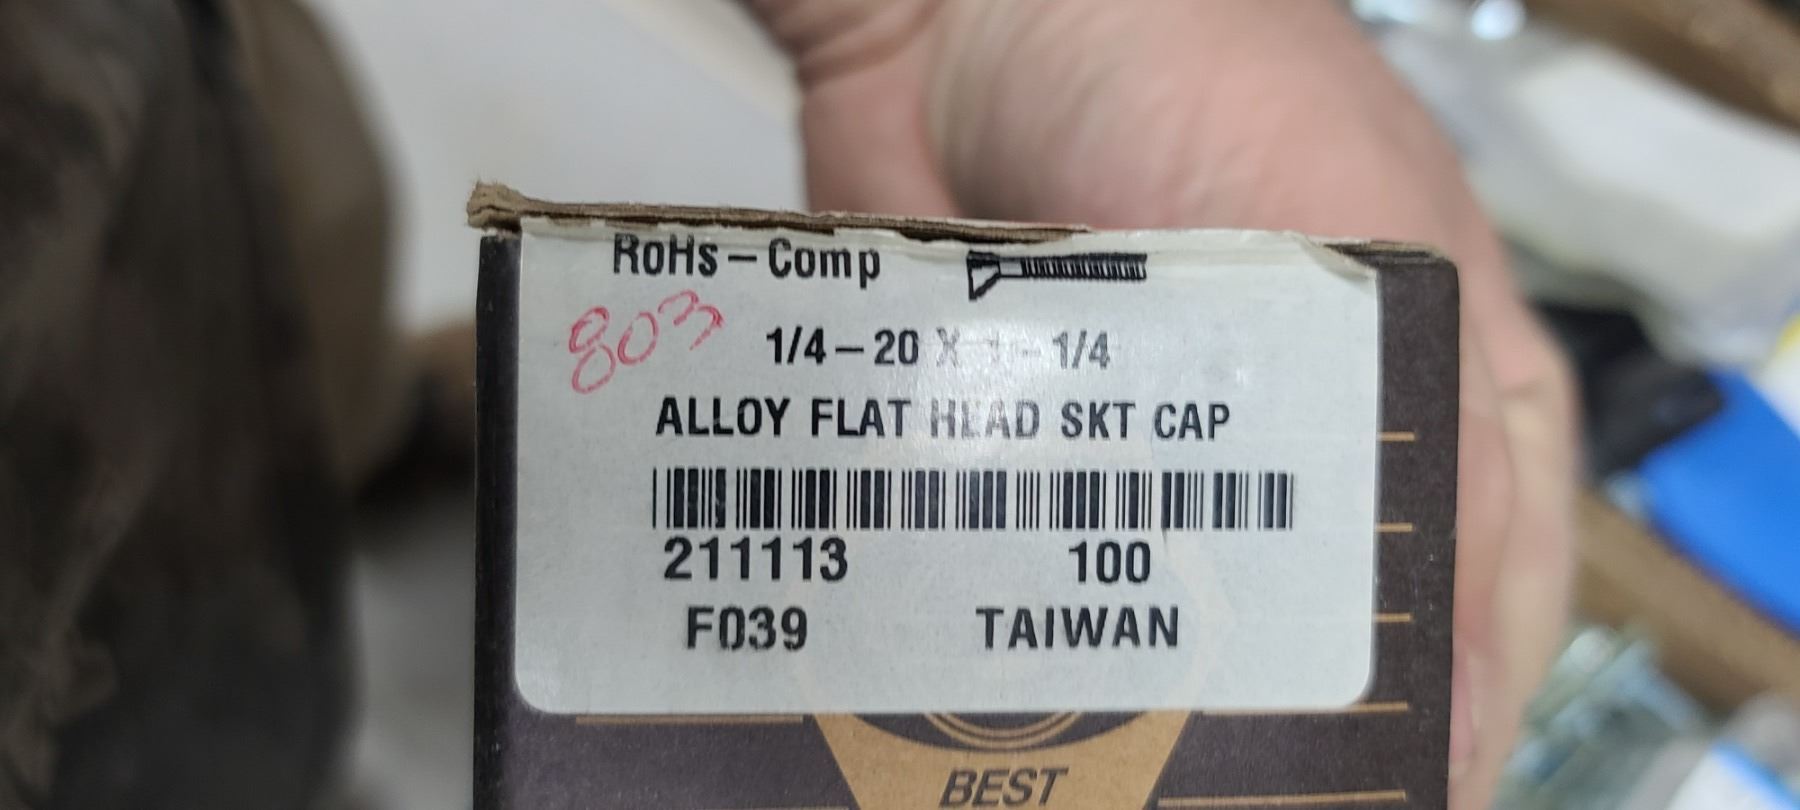 RoHs-Comp
803
1/4-20 X 1-1/4
ALLOY FLAT HEAD SKT CAP
211113 100
F039 TAIWAN
BEST